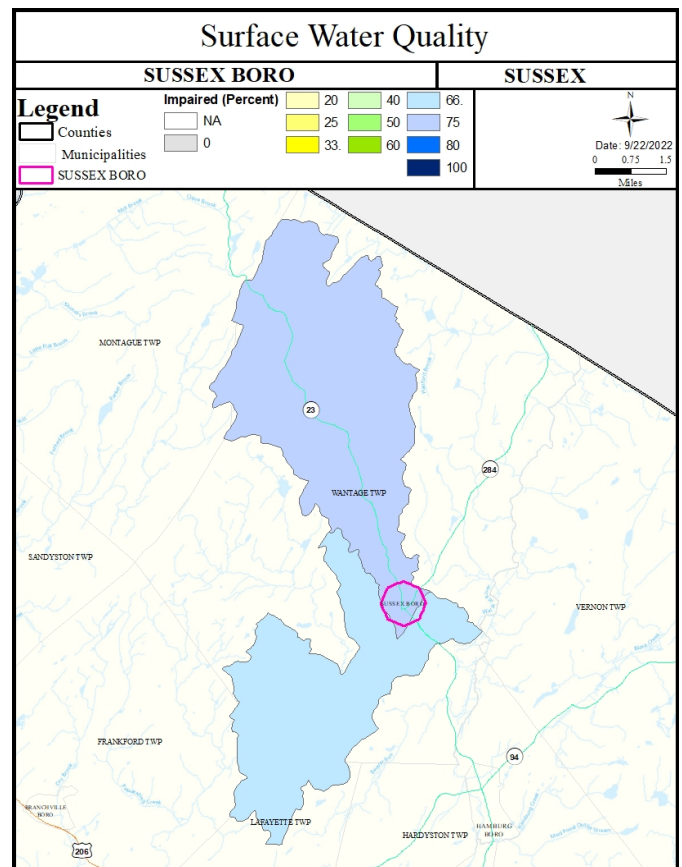 Surface Water Quality
SUSSEX BORO
SUSSEX
Legend
Counties
Municipalities
SUSSEX BORO
Impaired (Percent)
NA
0
20
25
33.
40
50
60
66.
75
80
100
N
Date: 9/22/2022
0 0.75 1.5
Miles
MONTAGUE TWP
23
284
WANTAGE TWP
SANDYSTON TWP
SUSSEX BORO
VERNON TWP
FRANKFORD TWP
94
BRANCHVILLE
BORO
LAFAYETTE TWP
HAMBURG
BORO
HARDYSTON TWP
206